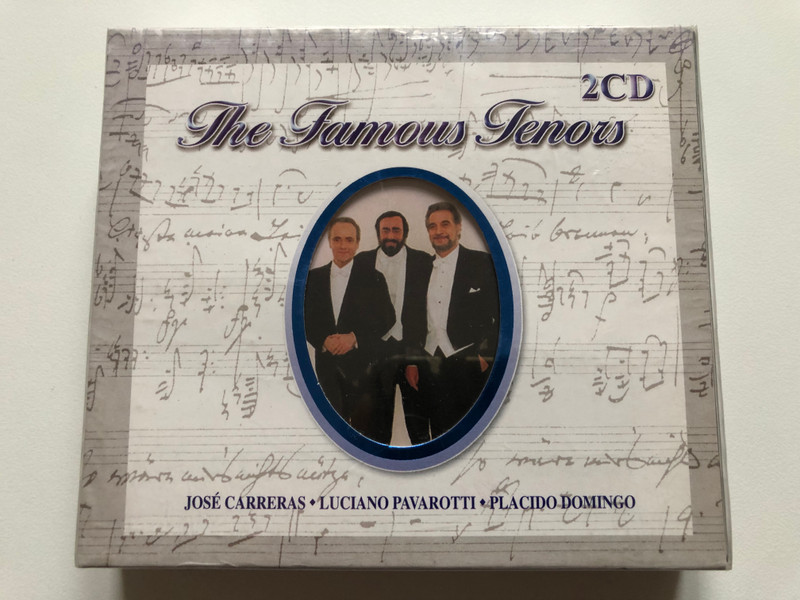 2CD
The Famous Tenors
JOSÉ CARRERAS ♦ LUCIANO PAVAROTTI ♦ PLACIDO DOMINGO